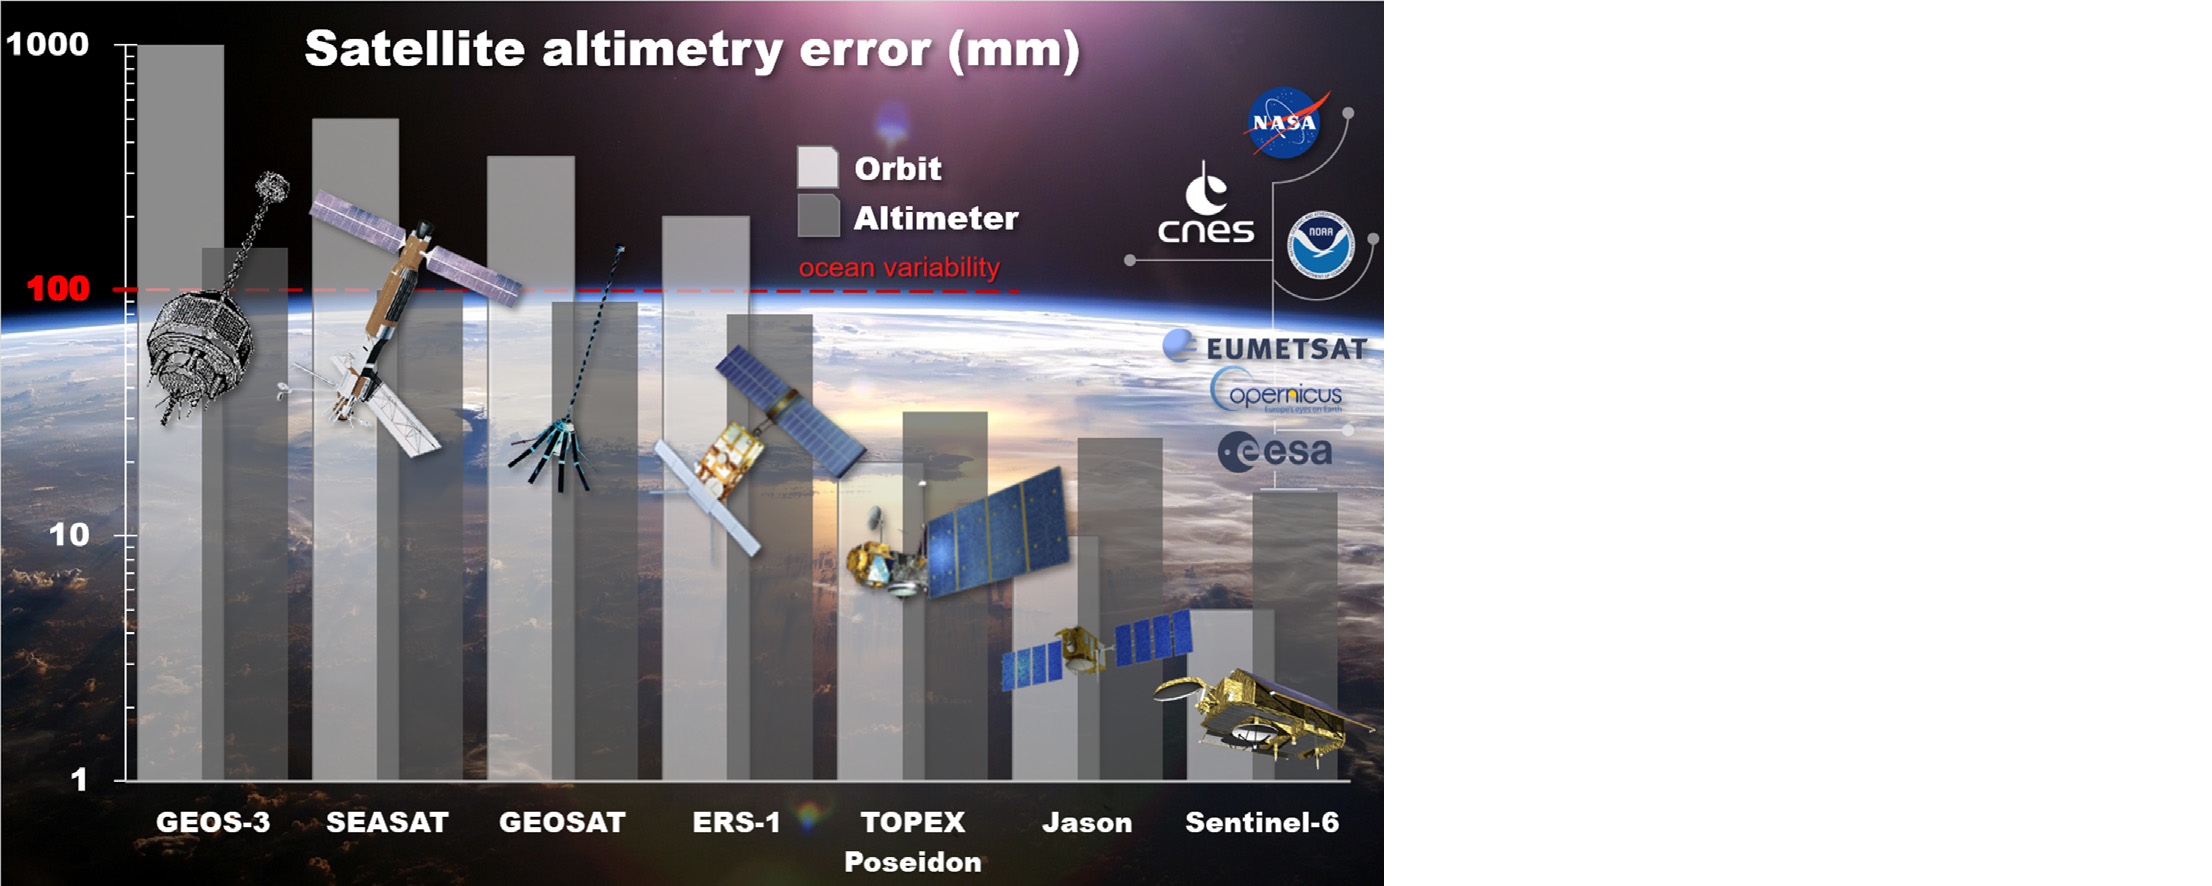 Satellite altimetry error (mm)
1000
100
10
1
Orbit
Altimeter
ocean variability
NASA
cnes
NOAA
EUMETSAT
opernicus
Europe's eyes on Earth
esa
GEOS-3
SEASAT
GEOSAT
ERS-1
TOPEX
Poseidon
Jason
Sentinel-6